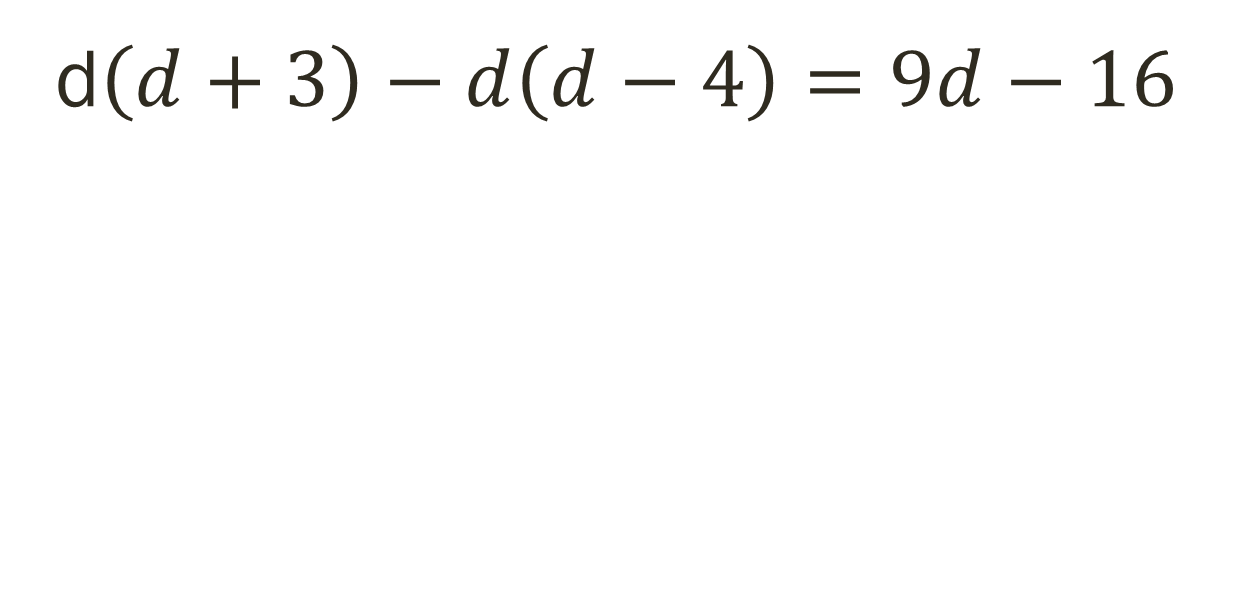 d(d + 3) − d(d − 4) = 9d − 16